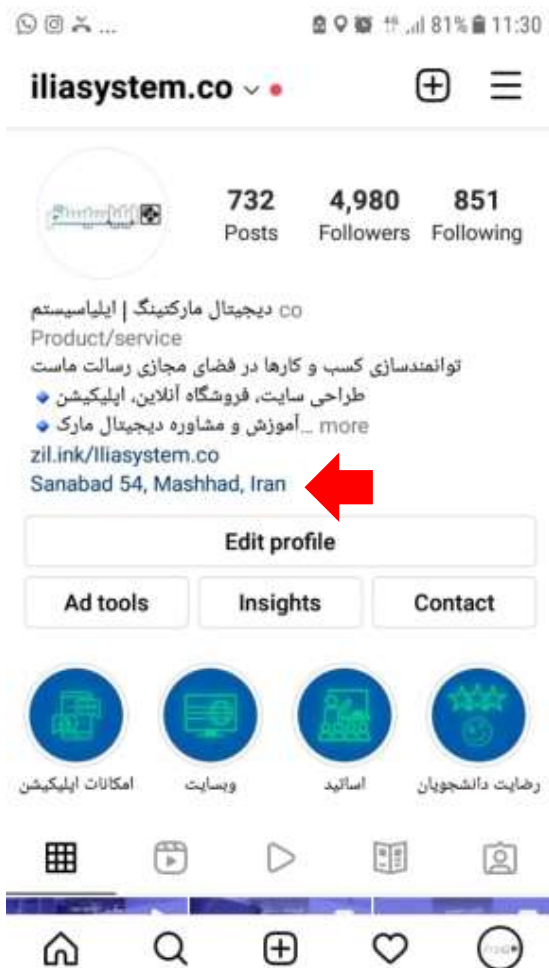 ... 81% 11:30
iliasystem.co
732 4,980 851
Posts Followers Following
دیجیتال مارکتینگ | ایلیاسیستم co
Product/service
توانمندسازی کسب و کارها در فضای مجازی رسالت ماست
طراحی سایت، فروشگاه آنلاین، اپلیکیشن
آموزش و مشاوره دیجیتال مارک... more
zil.ink/Iliasystem.co
Sanabad 54, Mashhad, Iran
Edit profile
Ad tools Insights Contact
امکانات اپلیکیشن وبسایت اساتید رضایت دانشجویان